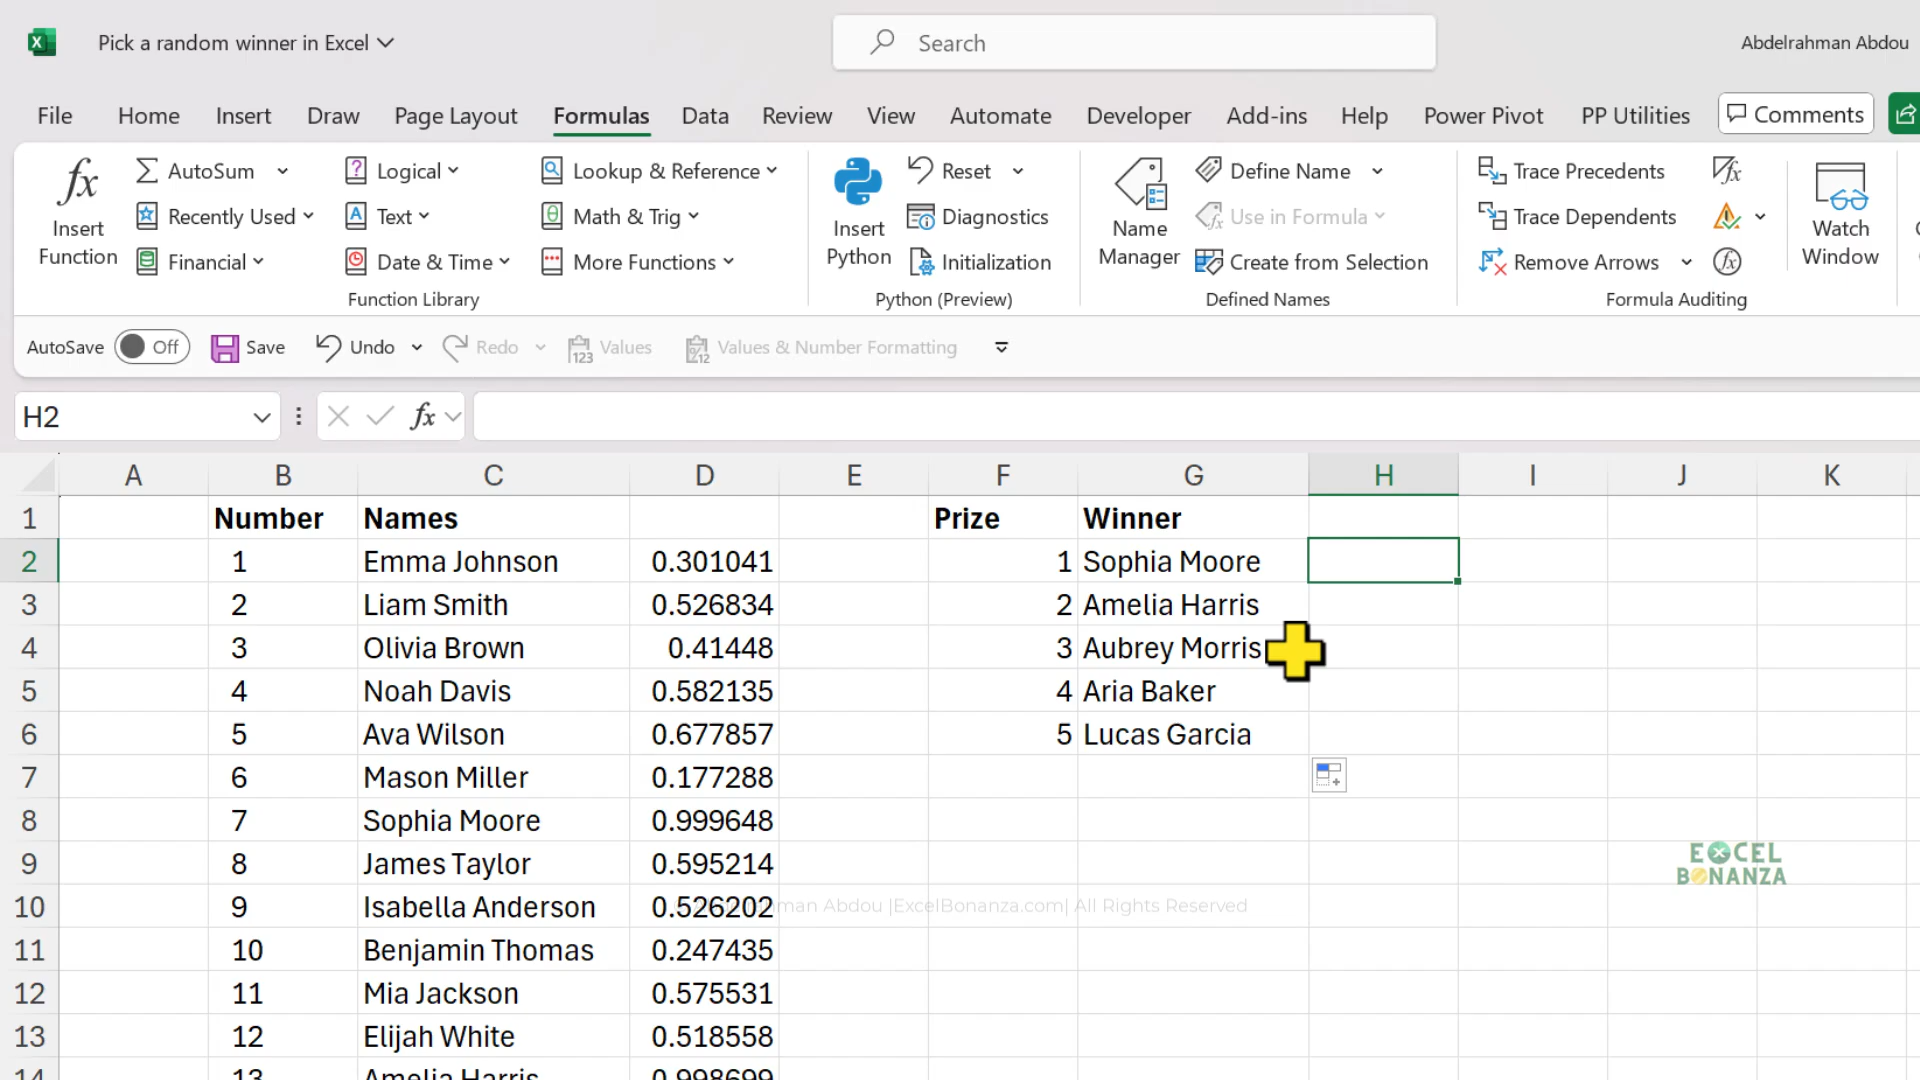 Pick a random winner in Excel
Search
Abdelrahman Abdou
File Home Insert Draw Page Layout Formulas Data Review View Automate Developer Add-ins Help Power Pivot PP Utilities Comments
fx Insert Function
AutoSum
Recently Used
Financial
Logical
Text
Date & Time
Lookup & Reference
Math & Trig
More Functions
Function Library
Insert Python
Reset
Diagnostics
Initialization
Python (Preview)
Name Manager
Define Name
Use in Formula
Create from Selection
Defined Names
Trace Precedents
Trace Dependents
Remove Arrows
Formula Auditing
Watch Window
AutoSave Off Save Undo Redo Values Values & Number Formatting
H2 fx
A B C D E F G H I J K
1 Number Names Prize Winner
2 1 Emma Johnson 0.301041 1 Sophia Moore
3 2 Liam Smith 0.526834 2 Amelia Harris
4 3 Olivia Brown 0.41448 3 Aubrey Morris
5 4 Noah Davis 0.582135 4 Aria Baker
6 5 Ava Wilson 0.677857 5 Lucas Garcia
7 6 Mason Miller 0.177288
8 7 Sophia Moore 0.999648
9 8 James Taylor 0.595214
EXCEL BONANZA
10 9 Isabella Anderson 0.526202
Abdou |ExcelBonanza.com| All Rights Reserved
11 10 Benjamin Thomas 0.247435
12 11 Mia Jackson 0.575531
13 12 Elijah White 0.518558
14 13 Amelia Harris 0.998699